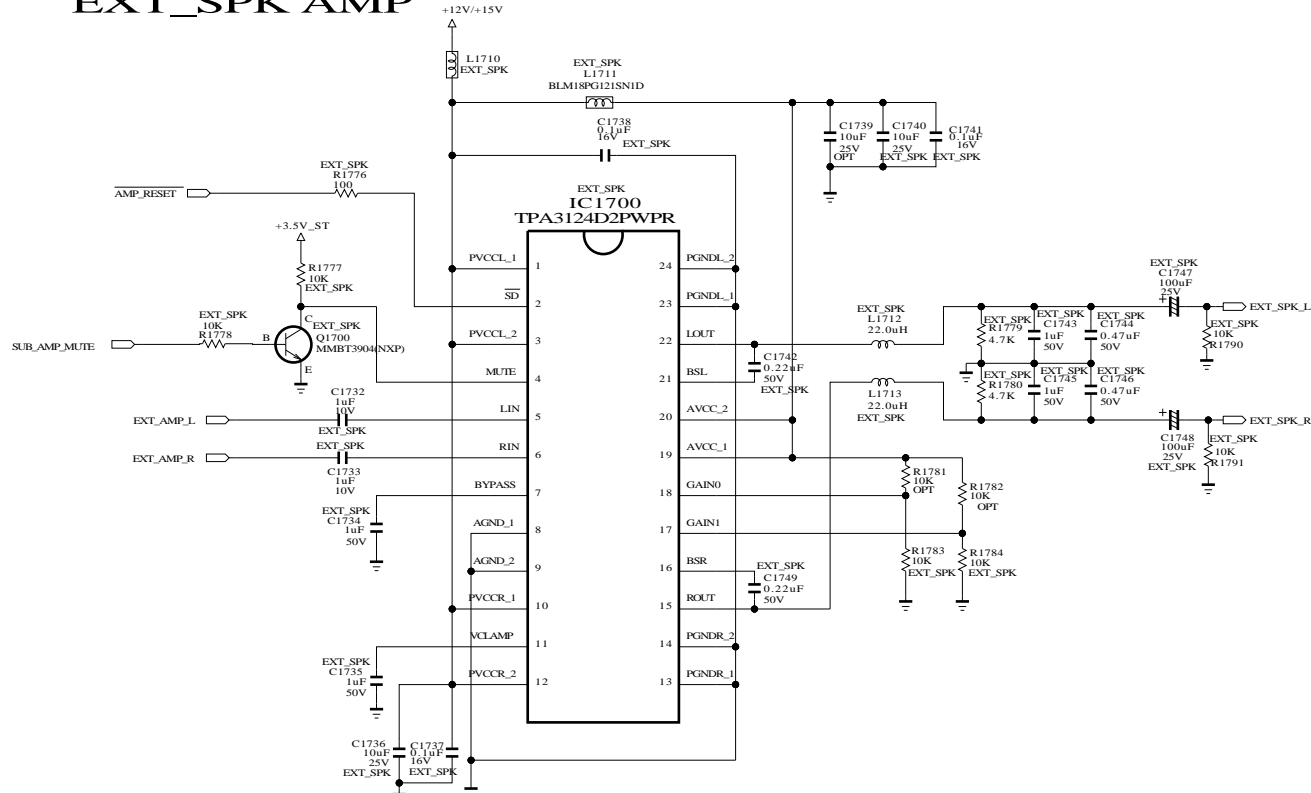 EXT_SPK AMP
+12V/+15V
L1710
EXT_SPK
EXT_SPK
L1711
BLM18PG121SN1D
C1738
0.1uF
16V
EXT_SPK
C1739
10uF
25V
OPT
C1740
10uF
25V
EXT_SPK
C1741
0.1uF
16V
EXT_SPK
EXT_SPK
R1776
100
AMP_RESET
EXT_SPK
IC1700
TPA3124D2PWPR
+3.5V_ST
R1777
10K
EXT_SPK
EXT_SPK
10K
R1778
SUB_AMP_MUTE
B
C
E
EXT_SPK
Q1700
MMBT3904(NXP)
PVCCL_1
1
SD
2
PVCCL_2
3
MUTE
4
LIN
5
RIN
6
BYPASS
7
AGND_1
8
AGND_2
9
PVCCR_1
10
VCLAMP
11
PVCCR_2
12
24
PGNDL_2
23
PGNDL_1
22
LOUT
21
BSL
20
AVCC_2
19
AVCC_1
18
GAIN0
17
GAIN1
16
BSR
15
ROUT
14
PGNDR_2
13
PGNDR_1
C1732
1uF
10V
EXT_SPK
EXT_AMP_L
EXT_SPK
EXT_AMP_R
C1733
1uF
10V
EXT_SPK
C1734
1uF
50V
EXT_SPK
C1735
1uF
50V
C1736
10uF
25V
EXT_SPK
C1737
0.1uF
16V
EXT_SPK
EXT_SPK
L1712
22.0uH
C1742
0.22uF
50V
EXT_SPK
L1713
22.0uH
EXT_SPK
EXT_SPK
R1779
4.7K
EXT_SPK
C1743
1uF
50V
EXT_SPK
C1744
0.47uF
50V
EXT_SPK
R1780
4.7K
EXT_SPK
C1745
1uF
50V
EXT_SPK
C1746
0.47uF
50V
EXT_SPK
C1747
100uF
25V
+
EXT_SPK_L
EXT_SPK
10K
R1790
+
EXT_SPK_R
C1748
100uF
25V
EXT_SPK
EXT_SPK
10K
R1791
R1781
10K
OPT
R1782
10K
OPT
R1783
10K
EXT_SPK
R1784
10K
EXT_SPK
EXT_SPK
C1749
0.22uF
50V